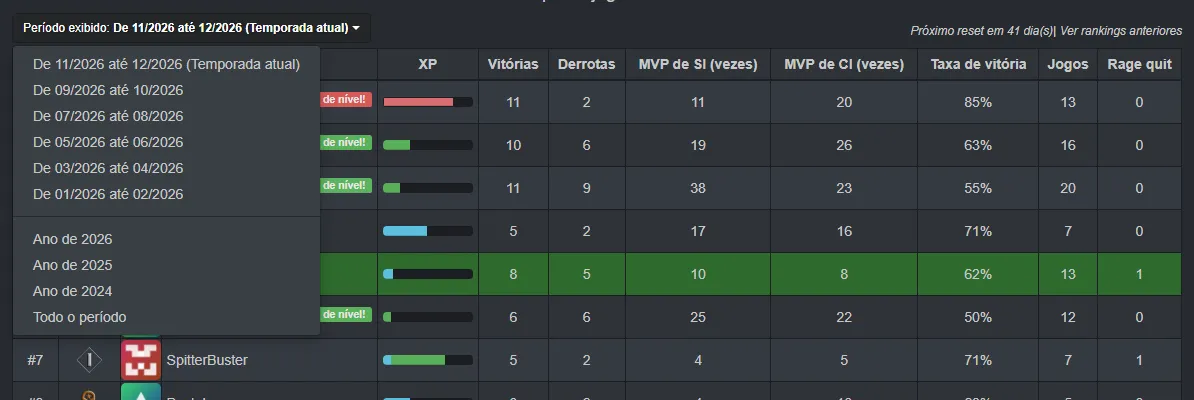 Período exibido: De 11/2026 até 12/2026 (Temporada atual)
Próximo reset em 41 dia(s)| Ver rankings anteriores
De 11/2026 até 12/2026 (Temporada atual)
De 09/2026 até 10/2026
De 07/2026 até 08/2026
De 05/2026 até 06/2026
De 03/2026 até 04/2026
De 01/2026 até 02/2026
Ano de 2026
Ano de 2025
Ano de 2024
Todo o período
XP Vitórias Derrotas MVP de SI (vezes) MVP de CI (vezes) Taxa de vitória Jogos Rage quit
de nível! 11 2 11 20 85% 13 0
de nível! 10 6 19 26 63% 16 0
de nível! 11 9 38 23 55% 20 0
5 2 17 16 71% 7 0
8 5 10 8 62% 13 1
de nível! 6 6 25 22 50% 12 0
#7 I SpitterBuster 5 2 4 5 71% 7 1